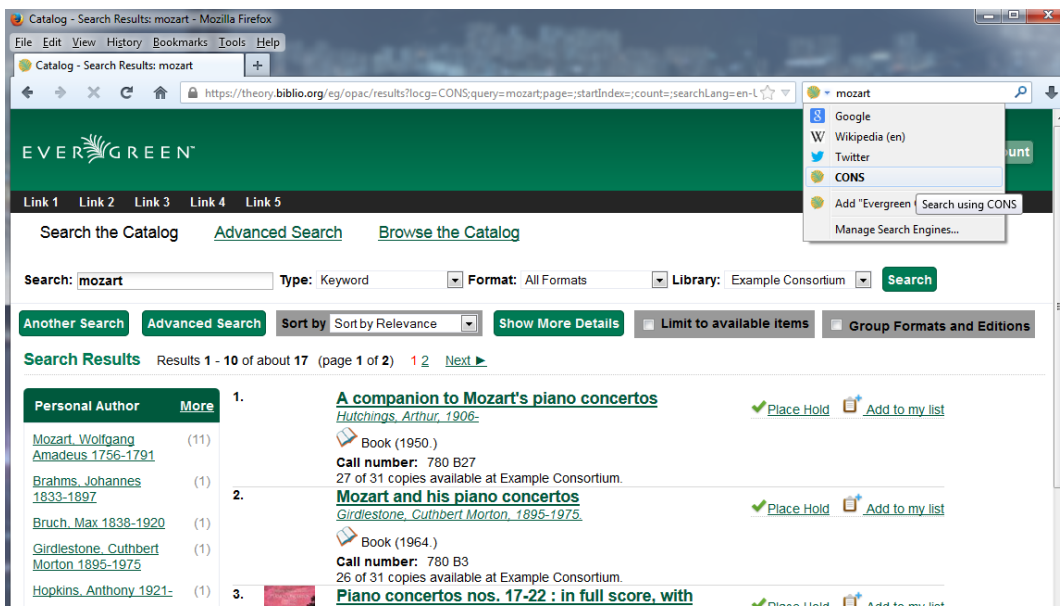 Catalog - Search Results: mozart - Mozilla Firefox
File Edit View History Bookmarks Tools Help
Catalog - Search Results: mozart +
https://theory.biblio.org/eg/opac/results?locg=CONS;query=mozart;page=;startIndex=;count=;searchLang=en-U
mozart
Google
Wikipedia (en)
Twitter
CONS
Add "Evergreen
Search using CONS
Manage Search Engines...
EVERGREEN
unt
Link 1 Link 2 Link 3 Link 4 Link 5
Search the Catalog Advanced Search Browse the Catalog
Search: mozart Type: Keyword Format: All Formats Library: Example Consortium Search
Another Search Advanced Search Sort by Sort by Relevance Show More Details Limit to available items Group Formats and Editions
Search Results Results 1 - 10 of about 17 (page 1 of 2) 1 2 Next ►
Personal Author More
Mozart, Wolfgang (11)
Amadeus 1756-1791
Brahms, Johannes (1)
1833-1897
Bruch, Max 1838-1920 (1)
Girdlestone, Cuthbert (1)
Morton 1895-1975
Hopkins, Anthony 1921- (1)
1. A companion to Mozart's piano concertos
Hutchings, Arthur, 1906-
Place Hold Add to my list
Book (1950.)
Call number: 780 B27
27 of 31 copies available at Example Consortium.
2. Mozart and his piano concertos
Girdlestone, Cuthbert Morton, 1895-1975.
Place Hold Add to my list
Book (1964.)
Call number: 780 B3
26 of 31 copies available at Example Consortium.
3. Piano concertos nos. 17-22 : in full score, with
Place Hold Add to my list